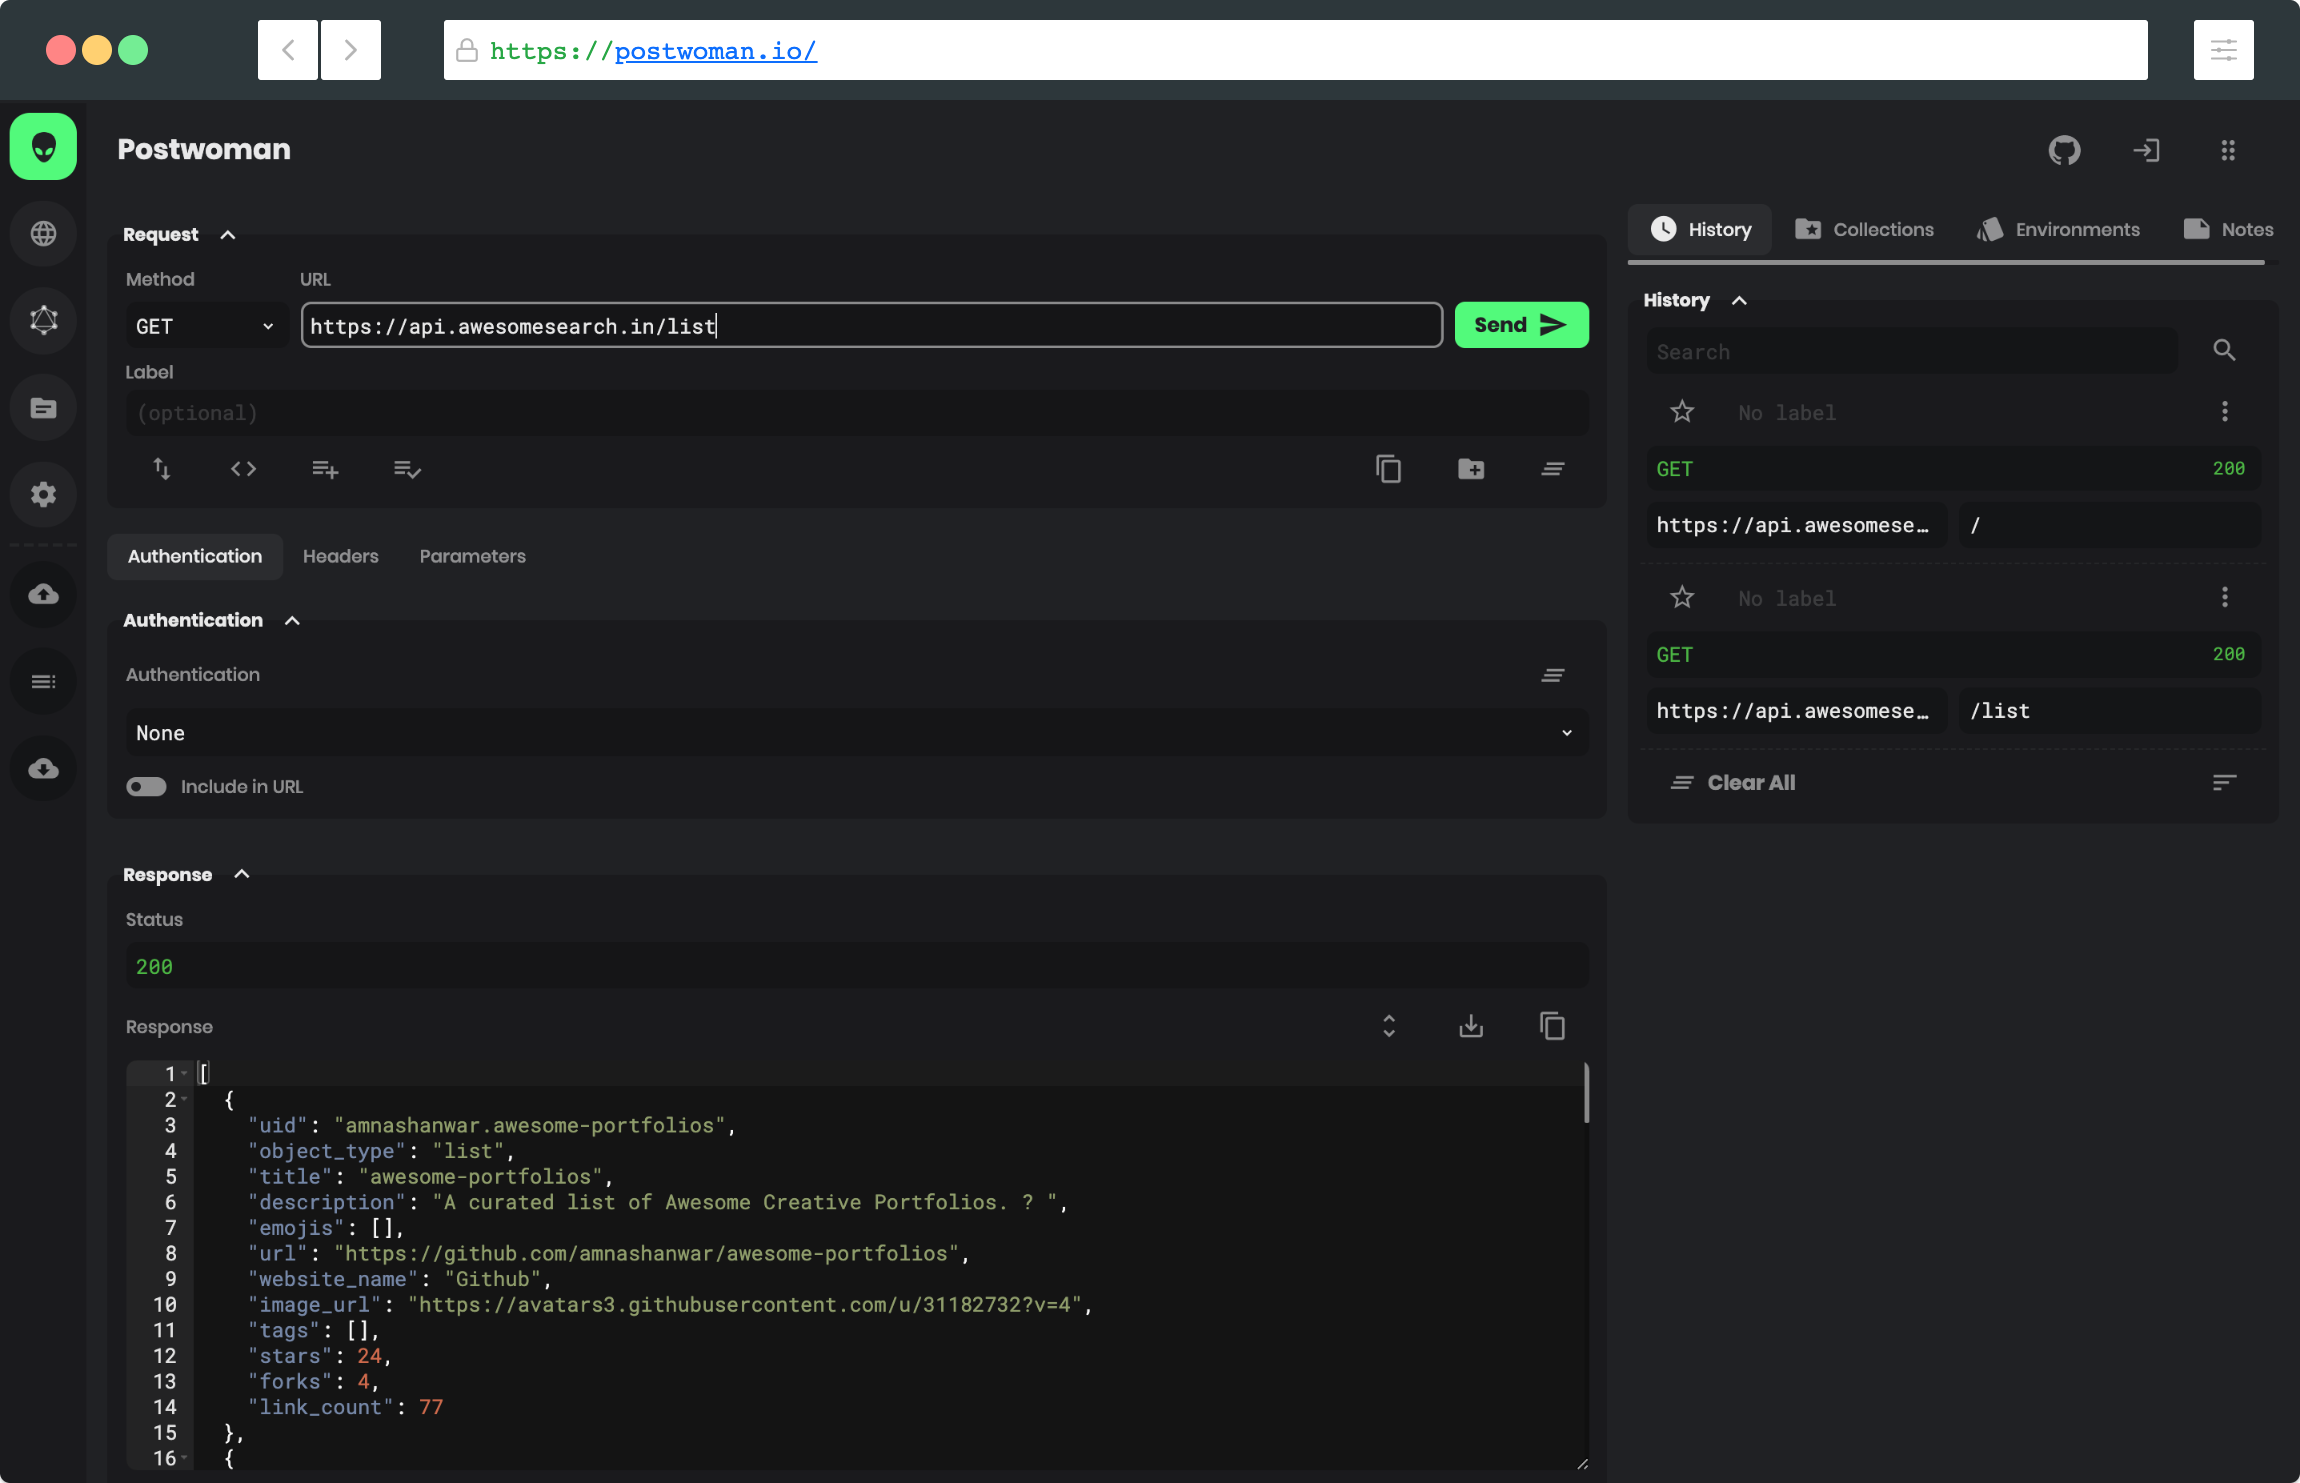 https://postwoman.io/
Postwoman
Request
Method
URL
GET
https://api.awesomesearch.in/list
Send
Label
(optional)
Authentication
Headers
Parameters
Authentication
Authentication
None
Include in URL
Response
Status
200
Response
1 [
2 {
3 "uid": "amnashanwar.awesome-portfolios",
4 "object_type": "list",
5 "title": "awesome-portfolios",
6 "description": "A curated list of Awesome Creative Portfolios. ? ",
7 "emojis": [],
8 "url": "https://github.com/amnashanwar/awesome-portfolios",
9 "website_name": "Github",
10 "image_url": "https://avatars3.githubusercontent.com/u/31182732?v=4",
11 "tags": [],
12 "stars": 24,
13 "forks": 4,
14 "link_count": 77
15 },
16 {
History
Collections
Environments
Notes
History
Search
No label
GET 200
https://api.awesomese… /
No label
GET 200
https://api.awesomese… /list
Clear All